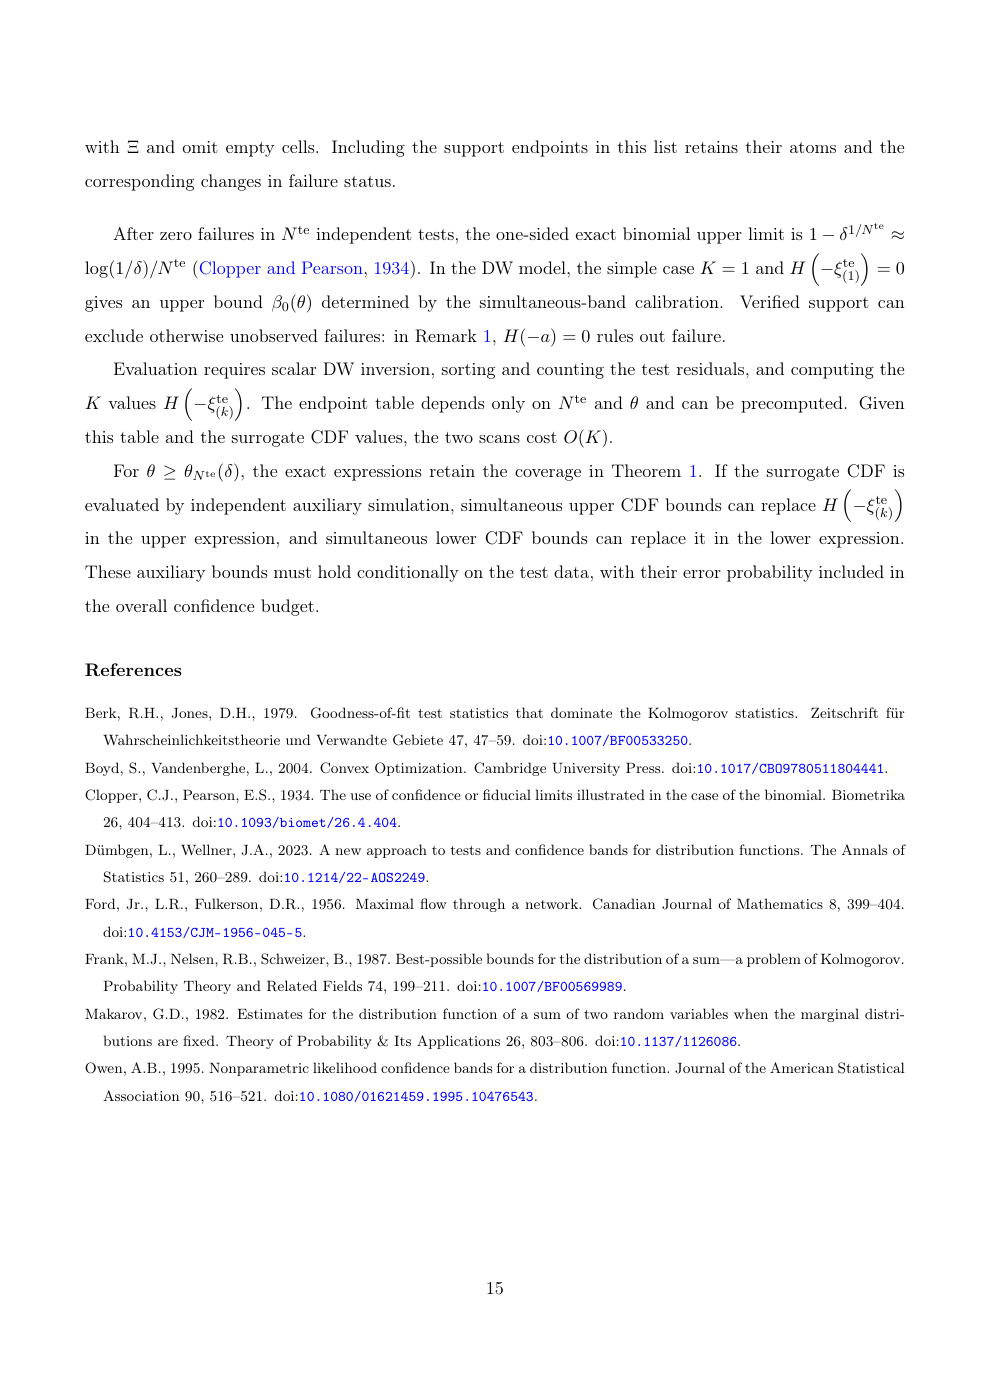 with Ξ and omit empty cells. Including the support endpoints in this list retains their atoms and the
corresponding changes in failure status.
After zero failures in N^te independent tests, the one-sided exact binomial upper limit is 1 − δ^{1/N^te} ≈
log(1/δ)/N^te (Clopper and Pearson, 1934). In the DW model, the simple case K = 1 and H(−ξ^te_(1)) = 0
gives an upper bound β₀(θ) determined by the simultaneous-band calibration. Verified support can
exclude otherwise unobserved failures: in Remark 1, H(−a) = 0 rules out failure.
Evaluation requires scalar DW inversion, sorting and counting the test residuals, and computing the
K values H(−ξ^te_(k)). The endpoint table depends only on N^te and θ and can be precomputed. Given
this table and the surrogate CDF values, the two scans cost O(K).
For θ ≥ θ_{N^te}(δ), the exact expressions retain the coverage in Theorem 1. If the surrogate CDF is
evaluated by independent auxiliary simulation, simultaneous upper CDF bounds can replace H(−ξ^te_(k))
in the upper expression, and simultaneous lower CDF bounds can replace it in the lower expression.
These auxiliary bounds must hold conditionally on the test data, with their error probability included in
the overall confidence budget.
References
Berk, R.H., Jones, D.H., 1979. Goodness-of-fit test statistics that dominate the Kolmogorov statistics. Zeitschrift für
Wahrscheinlichkeitstheorie und Verwandte Gebiete 47, 47–59. doi:10.1007/BF00533250.
Boyd, S., Vandenberghe, L., 2004. Convex Optimization. Cambridge University Press. doi:10.1017/CBO9780511804441.
Clopper, C.J., Pearson, E.S., 1934. The use of confidence or fiducial limits illustrated in the case of the binomial. Biometrika
26, 404–413. doi:10.1093/biomet/26.4.404.
Dümbgen, L., Wellner, J.A., 2023. A new approach to tests and confidence bands for distribution functions. The Annals of
Statistics 51, 260–289. doi:10.1214/22-AOS2249.
Ford, Jr., L.R., Fulkerson, D.R., 1956. Maximal flow through a network. Canadian Journal of Mathematics 8, 399–404.
doi:10.4153/CJM-1956-045-5.
Frank, M.J., Nelsen, R.B., Schweizer, B., 1987. Best-possible bounds for the distribution of a sum—a problem of Kolmogorov.
Probability Theory and Related Fields 74, 199–211. doi:10.1007/BF00569989.
Makarov, G.D., 1982. Estimates for the distribution function of a sum of two random variables when the marginal distri-
butions are fixed. Theory of Probability & Its Applications 26, 803–806. doi:10.1137/1126086.
Owen, A.B., 1995. Nonparametric likelihood confidence bands for a distribution function. Journal of the American Statistical
Association 90, 516–521. doi:10.1080/01621459.1995.10476543.
15